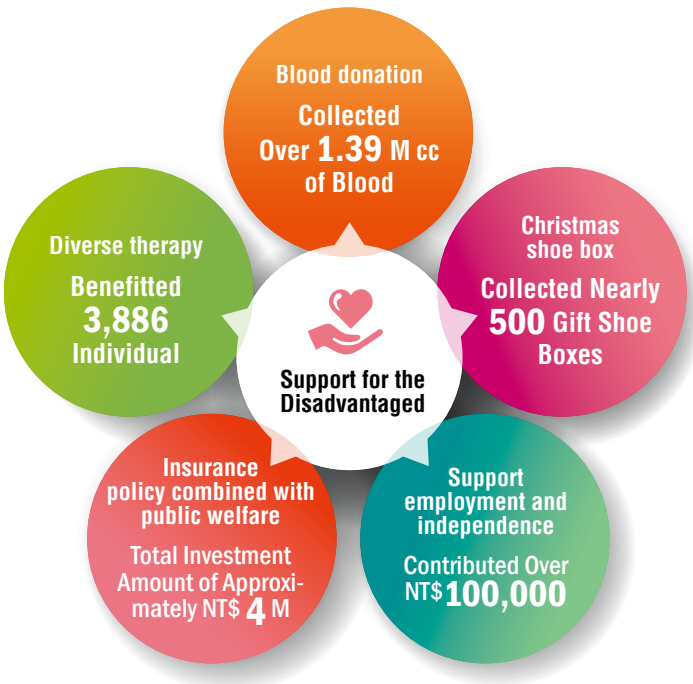 Blood donation
Collected
Over 1.39 M cc
of Blood
Christmas
shoe box
Collected Nearly
500 Gift Shoe
Boxes
Diverse therapy
Benefitted
3,886
Individual
Support for the
Disadvantaged
Insurance
policy combined with
public welfare
Total Investment
Amount of Approxi-
mately NT$ 4 M
Support
employment and
independence
Contributed Over
NT$100,000